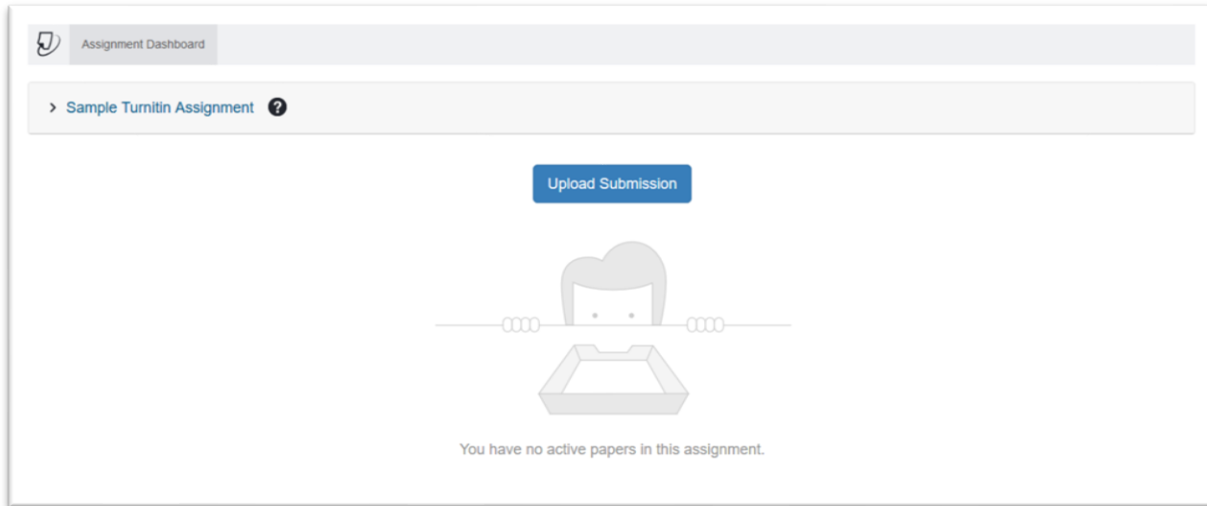 Assignment Dashboard
Sample Turnitin Assignment ?
Upload Submission
You have no active papers in this assignment.